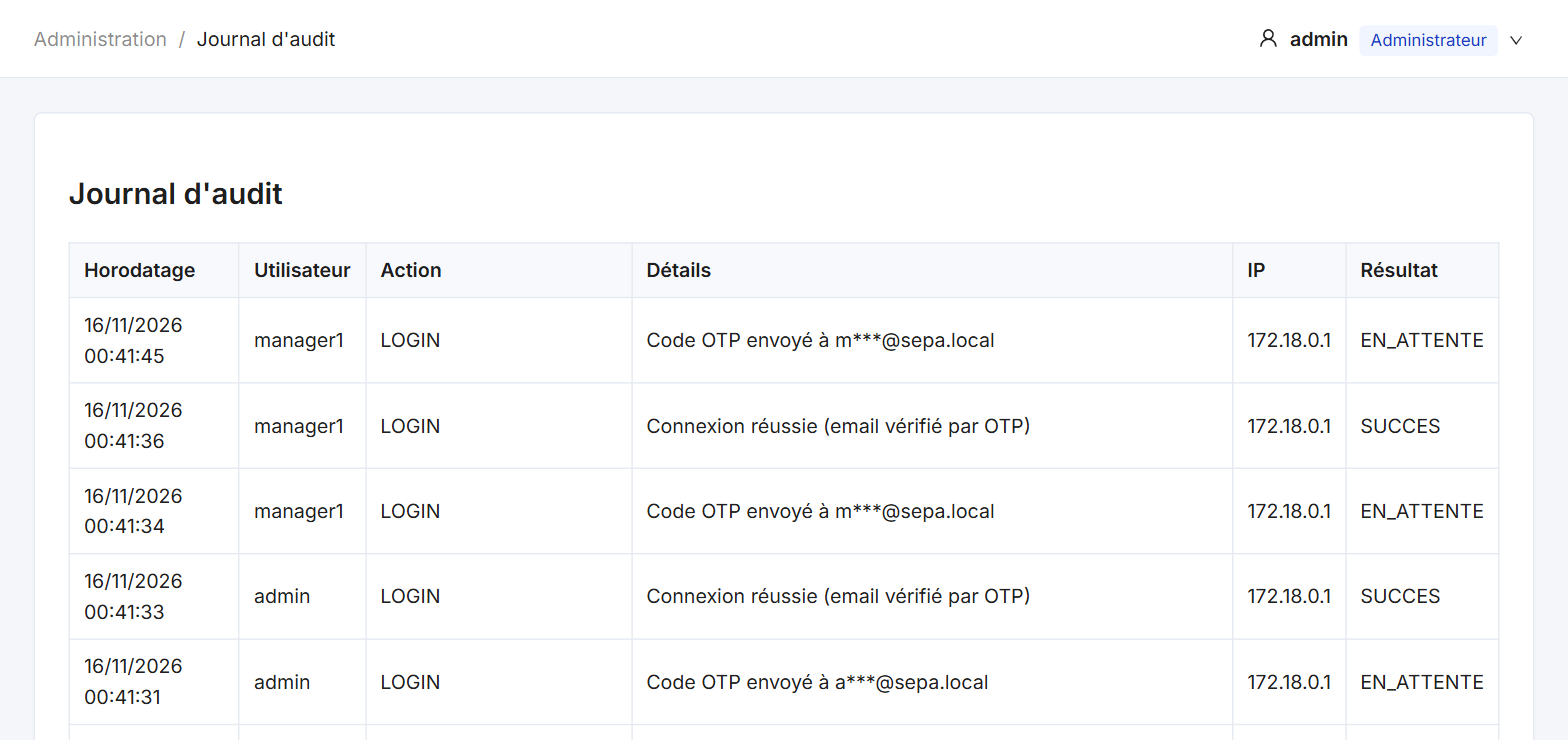 Administration / Journal d'audit
admin Administrateur
Journal d'audit
Horodatage Utilisateur Action Détails IP Résultat
16/11/2026
00:41:45
manager1 LOGIN Code OTP envoyé à m***@sepa.local 172.18.0.1 EN_ATTENTE
16/11/2026
00:41:36
manager1 LOGIN Connexion réussie (email vérifié par OTP) 172.18.0.1 SUCCES
16/11/2026
00:41:34
manager1 LOGIN Code OTP envoyé à m***@sepa.local 172.18.0.1 EN_ATTENTE
16/11/2026
00:41:33
admin LOGIN Connexion réussie (email vérifié par OTP) 172.18.0.1 SUCCES
16/11/2026
00:41:31
admin LOGIN Code OTP envoyé à a***@sepa.local 172.18.0.1 EN_ATTENTE